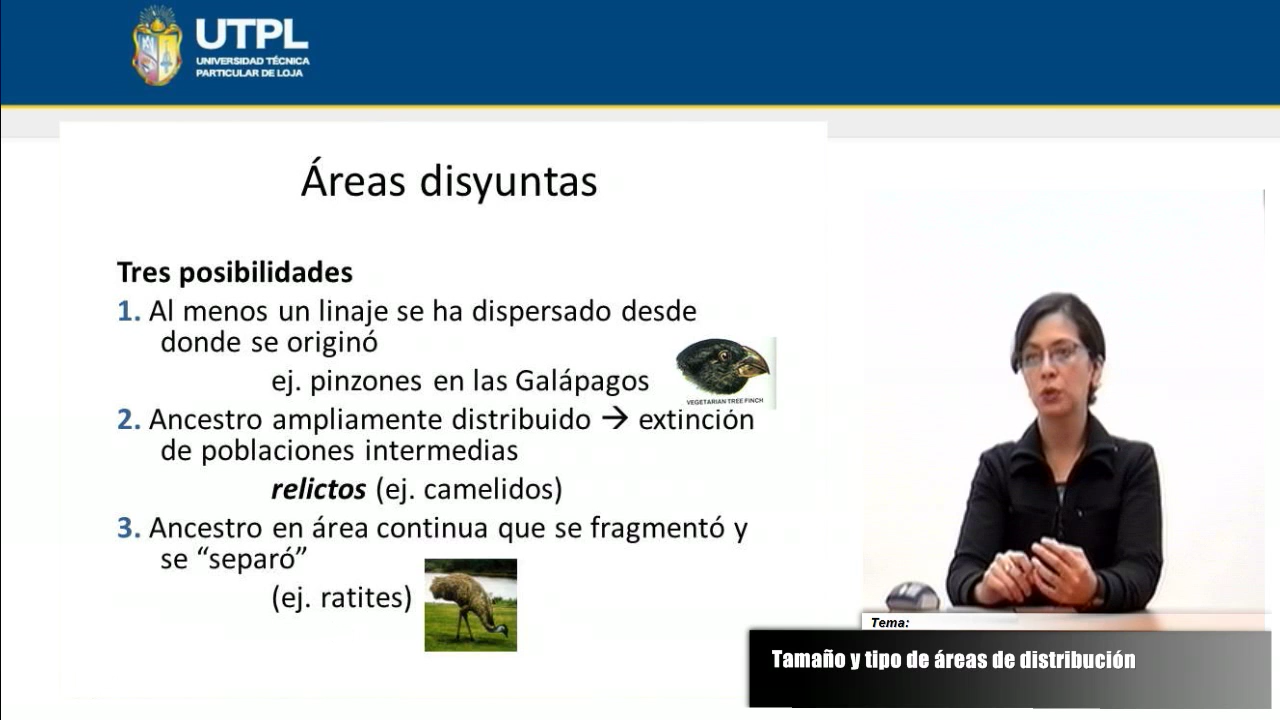 UTPL
UNIVERSIDAD TÉCNICA
PARTICULAR DE LOJA
Áreas disyuntas
Tres posibilidades
1. Al menos un linaje se ha dispersado desde
donde se originó
ej. pinzones en las Galápagos
VEGETARIAN TREE FINCH
2. Ancestro ampliamente distribuido → extinción
de poblaciones intermedias
relictos (ej. camelidos)
3. Ancestro en área continua que se fragmentó y
se “separó”
(ej. ratites)
Tema:
Tamaño y tipo de áreas de distribución